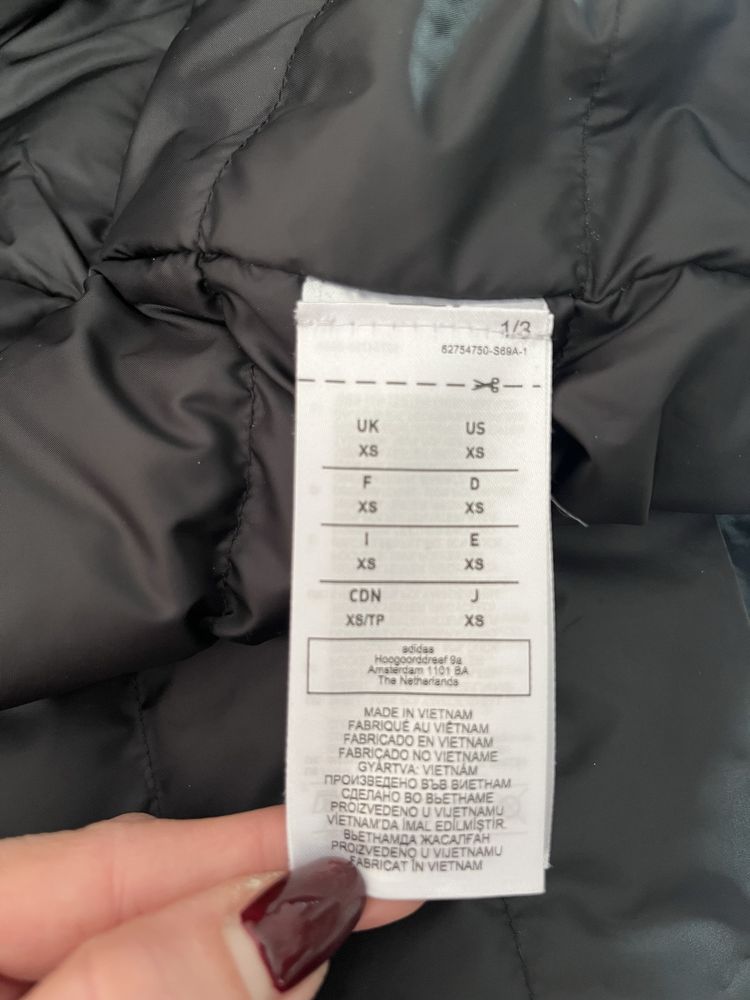 1/3
62754750-S69A-1
UK US
XS XS
F D
XS XS
I E
XS XS
CDN J
XS/TP XS
adidas
Hoogoorddreef 9a
Amsterdam 1101 BA
The Netherlands
MADE IN VIETNAM
FABRIQUÉ AU VIÊTNAM
FABRICADO EN VIETNAM
FABRICADO NO VIETNAME
GYÁRTVA: VIETNÁM
ПРОИЗВЕДЕНО ВЪВ ВИЕТНАМ
СДЕЛАНО ВО ВЬЕТНАМЕ
PROIZVEDENO U VIJETNAMU
VİETNAM'DA İMAL EDİLMİŞTİR.
ВЬЕТНАМДА ЖАСАЛҒАН
PROIZVEDENO U VIJETNAMU
FABRICAT ÎN VIETNAM